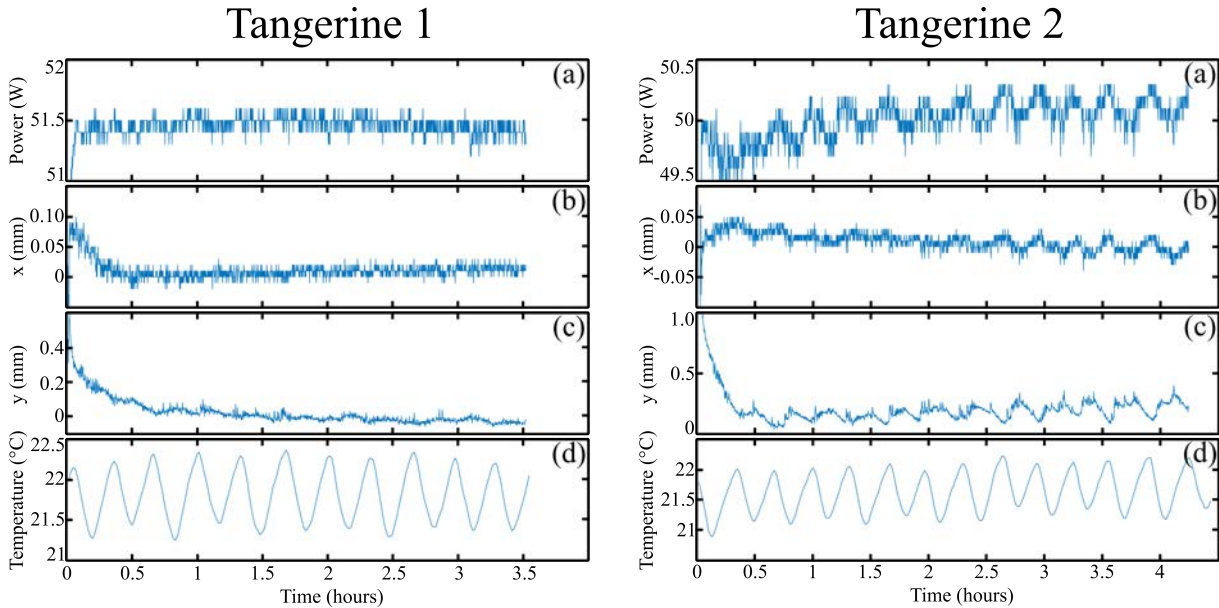 Tangerine 1
Power (W)
52
51.5
51
(a)
x (mm)
0.10
0.05
0
(b)
y (mm)
0.4
0.2
0
(c)
Temperature (°C)
22.5
22
21.5
21
(d)
0 0.5 1 1.5 2 2.5 3 3.5
Time (hours)
Tangerine 2
Power (W)
50.5
50
49.5
(a)
x (mm)
0.05
0
-0.05
(b)
y (mm)
1.0
0.5
0
(c)
Temperature (°C)
22
21.5
21
(d)
0 0.5 1 1.5 2 2.5 3 3.5 4
Time (hours)